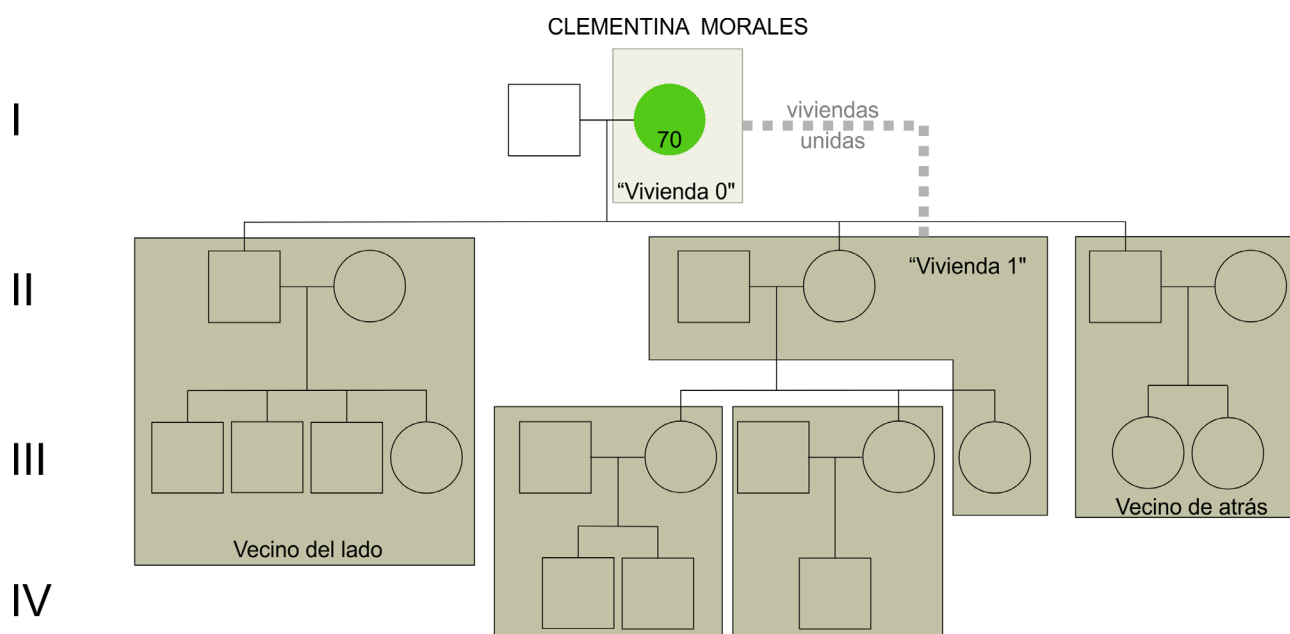 CLEMENTINA MORALES
I
70
viviendas
unidas
“Vivienda 0"
II
“Vivienda 1"
III
Vecino de atrás
Vecino del lado
IV